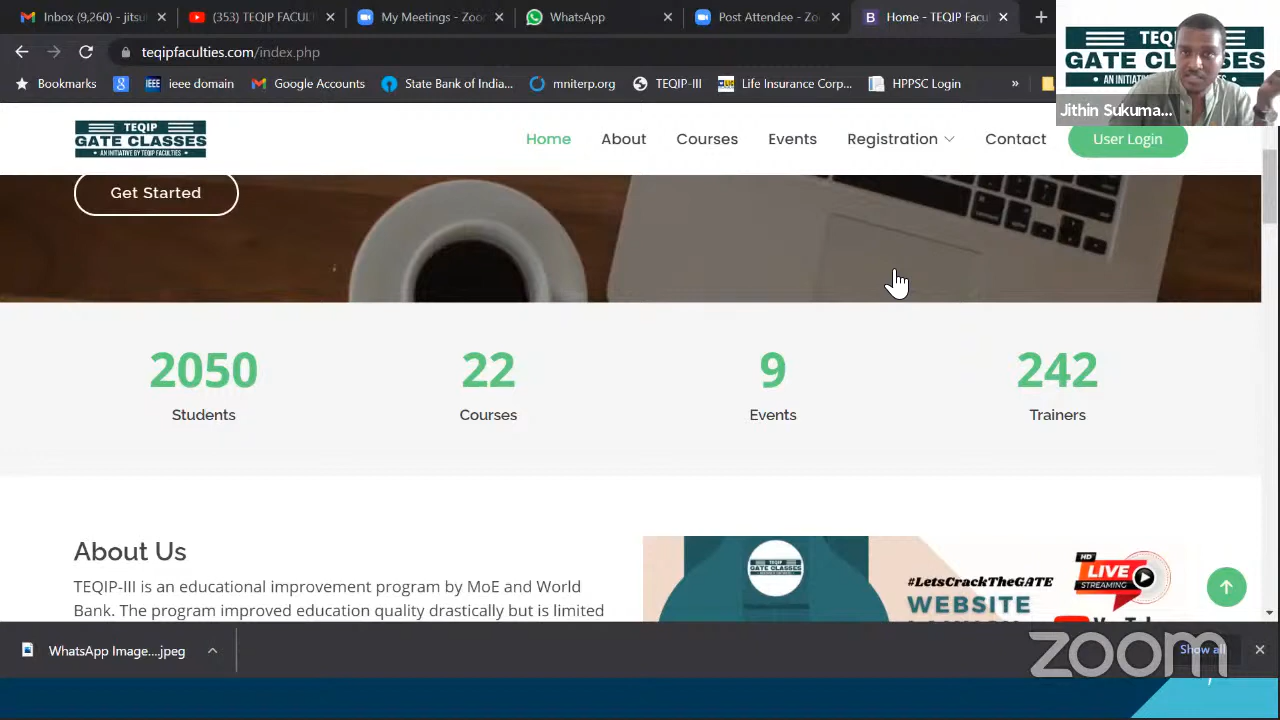 Inbox (9,260) - jitsu
(353) TEQIP FACULT
My Meetings - Zoo
WhatsApp
Post Attendee - Zo
Home - TEQIP Facu
teqipfaculties.com/index.php
Bookmarks
ieee domain
Google Accounts
State Bank of India...
mniterp.org
TEQIP-III
Life Insurance Corp...
HPPSC Login
»
GATE CLASSES
• AN INITIATIVE BY TEQIP
Jithin Sukuma...
TEQIP
GATE CLASSES
• AN INITIATIVE BY TEQIP FACULTIES •
Home
About
Courses
Events
Registration
Contact
User Login
Get Started
2050
22
9
242
Students
Courses
Events
Trainers
About Us
TEQIP-III is an educational improvement program by MoE and World
Bank. The program improved education quality drastically but is limited
TEQIP
GATE CLASSES
#LetsCrackTheGATE
WEBSITE
HD
LIVE
STREAMING
WhatsApp Image....jpeg
Show all
zoom